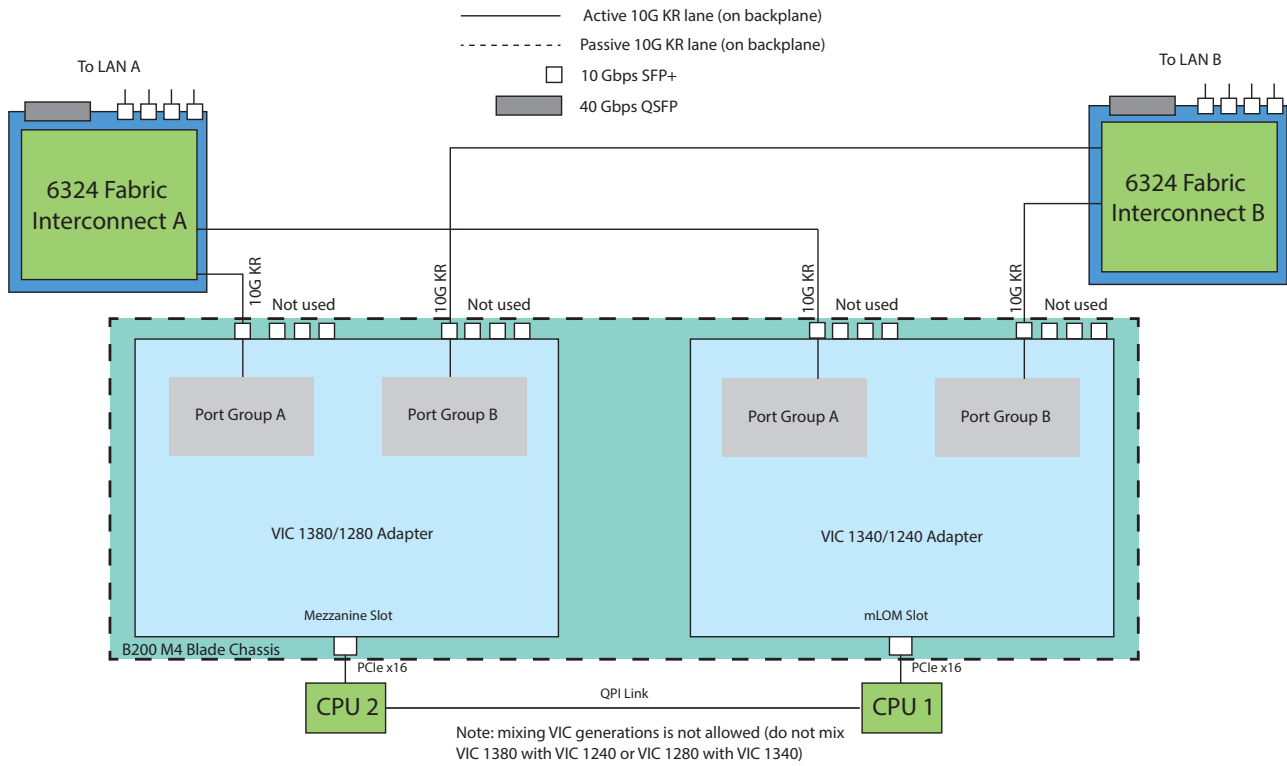 Active 10G KR lane (on backplane)
Passive 10G KR lane (on backplane)
10 Gbps SFP+
40 Gbps QSFP
To LAN A
To LAN B
6324 Fabric
Interconnect A
6324 Fabric
Interconnect B
10G KR
Not used
10G KR
Not used
10G KR
Not used
10G KR
Not used
Port Group A
Port Group B
Port Group A
Port Group B
VIC 1380/1280 Adapter
VIC 1340/1240 Adapter
Mezzanine Slot
mLOM Slot
B200 M4 Blade Chassis
PCIe x16
PCIe x16
CPU 2
QPI Link
CPU 1
Note: mixing VIC generations is not allowed (do not mix
VIC 1380 with VIC 1240 or VIC 1280 with VIC 1340)